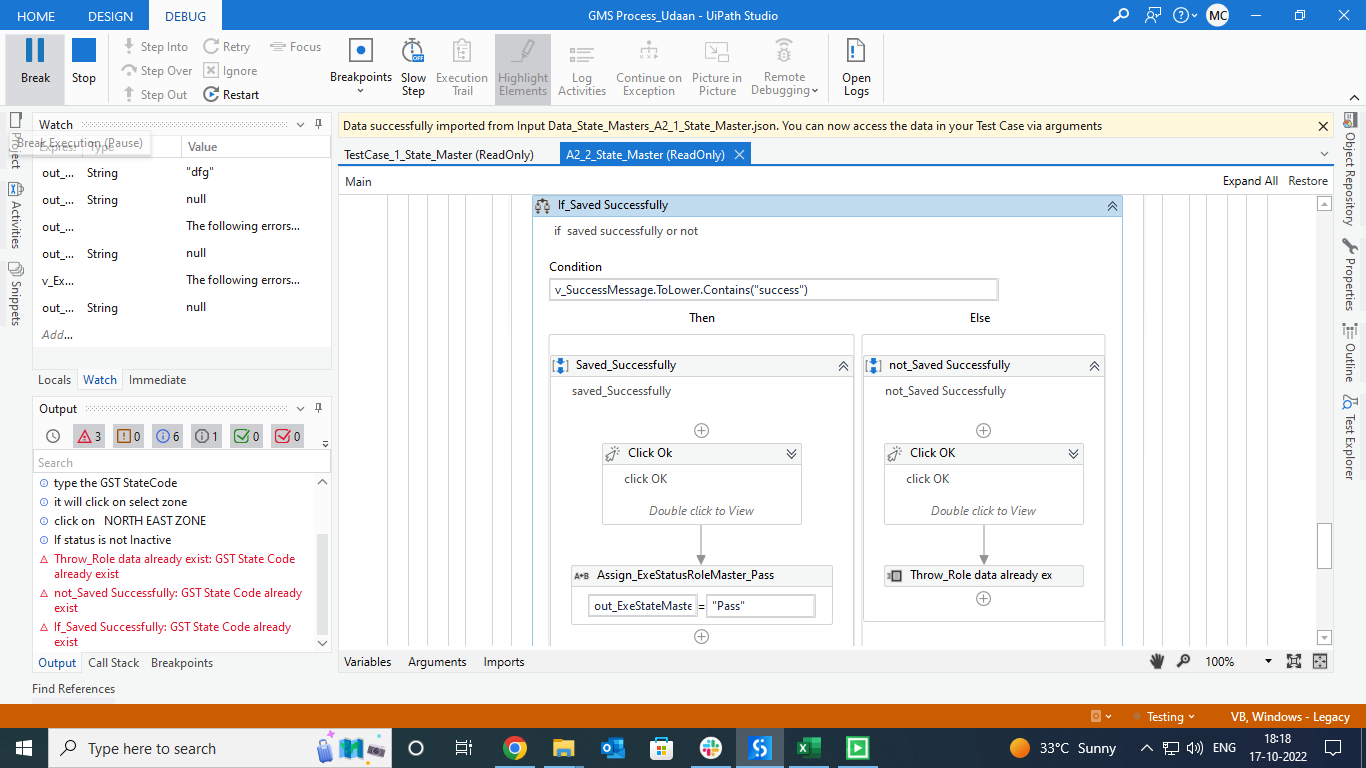 HOME
DESIGN
DEBUG
GMS Process_Udaan - UiPath Studio
MC
Break
Stop
Step Into
Step Over
Step Out
Retry
Ignore
Restart
Focus
Breakpoints
Slow
Step
OFF
Execution
Trail
Highlight
Elements
Log
Activities
Continue on
Exception
Picture in
Picture
Remote
Debugging
Open
Logs
Project
Activities
Snippets
Watch
Break Execution (Pause)
Value
out_... String "dfg"
out_... String null
out_... The following errors...
out_... String null
v_Ex... The following errors...
out_... String null
Add...
Locals Watch Immediate
Output
3 0 6 1 0 0
Search
type the GST StateCode
it will click on select zone
click on NORTH EAST ZONE
If status is not Inactive
Throw_Role data already exist: GST State Code
already exist
not_Saved Successfully: GST State Code already
exist
If_Saved Successfully: GST State Code already
exist
Output Call Stack Breakpoints
Find References
Data successfully imported from Input Data_State_Masters_A2_1_State_Master.json. You can now access the data in your Test Case via arguments
TestCase_1_State_Master (ReadOnly)
A2_2_State_Master (ReadOnly)
Main
Expand All Restore
If_Saved Successfully
if saved successfully or not
Condition
v_SuccessMessage.ToLower.Contains("success")
Then
Else
Saved_Successfully
saved_Successfully
Click Ok
click OK
Double click to View
Assign_ExeStatusRoleMaster_Pass
out_ExeStateMaste = "Pass"
not_Saved Successfully
not_Saved Successfully
Click OK
click OK
Double click to View
Throw_Role data already ex
Variables Arguments Imports
100%
Object Repository
Properties
Outline
Test Explorer
Testing
VB, Windows - Legacy
Type here to search
33°C Sunny
ENG
18:18
17-10-2022